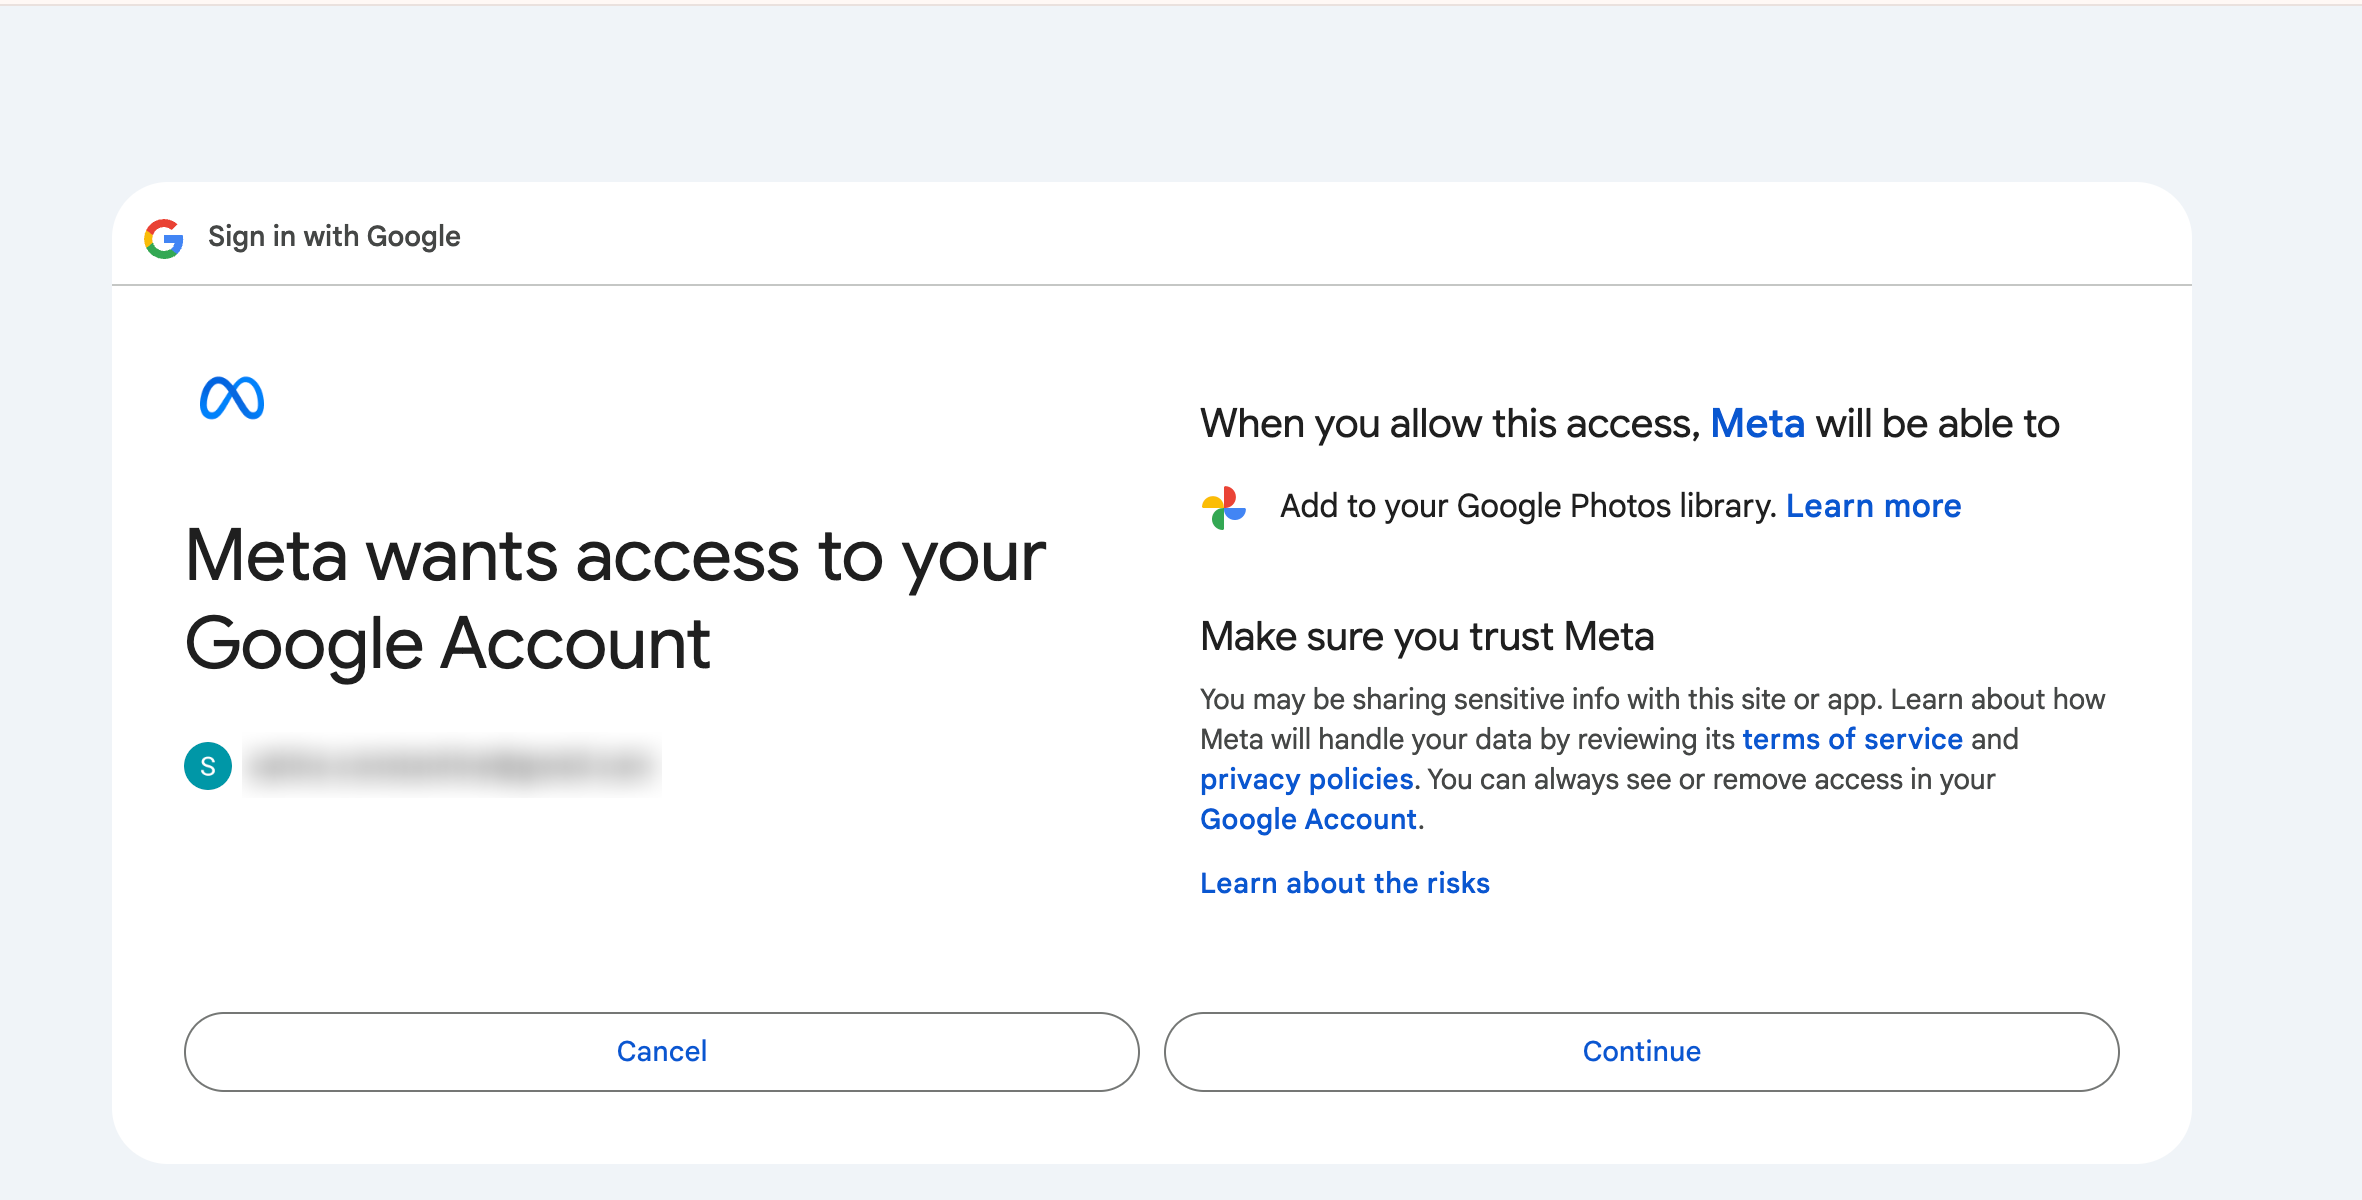 Sign in with Google
Meta wants access to your
Google Account
S
When you allow this access, Meta will be able to
Add to your Google Photos library. Learn more
Make sure you trust Meta
You may be sharing sensitive info with this site or app. Learn about how
Meta will handle your data by reviewing its terms of service and
privacy policies. You can always see or remove access in your
Google Account.
Learn about the risks
Cancel
Continue